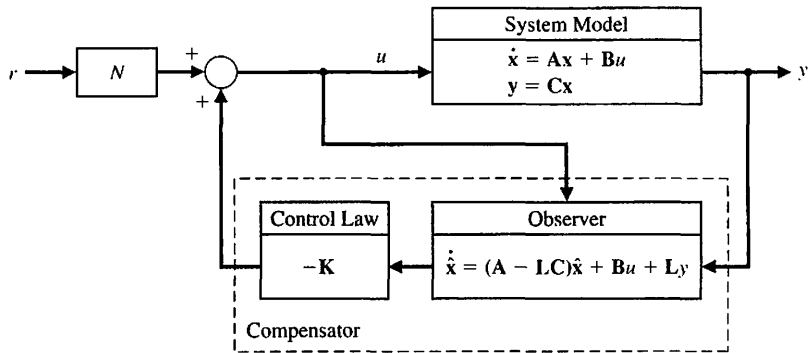 System Model
r
N
+
+
u
ẋ = Ax + Bu
y = Cx
y
Control Law
−K
Observer
x̂̇ = (A − LC)x̂ + Bu + Ly
Compensator